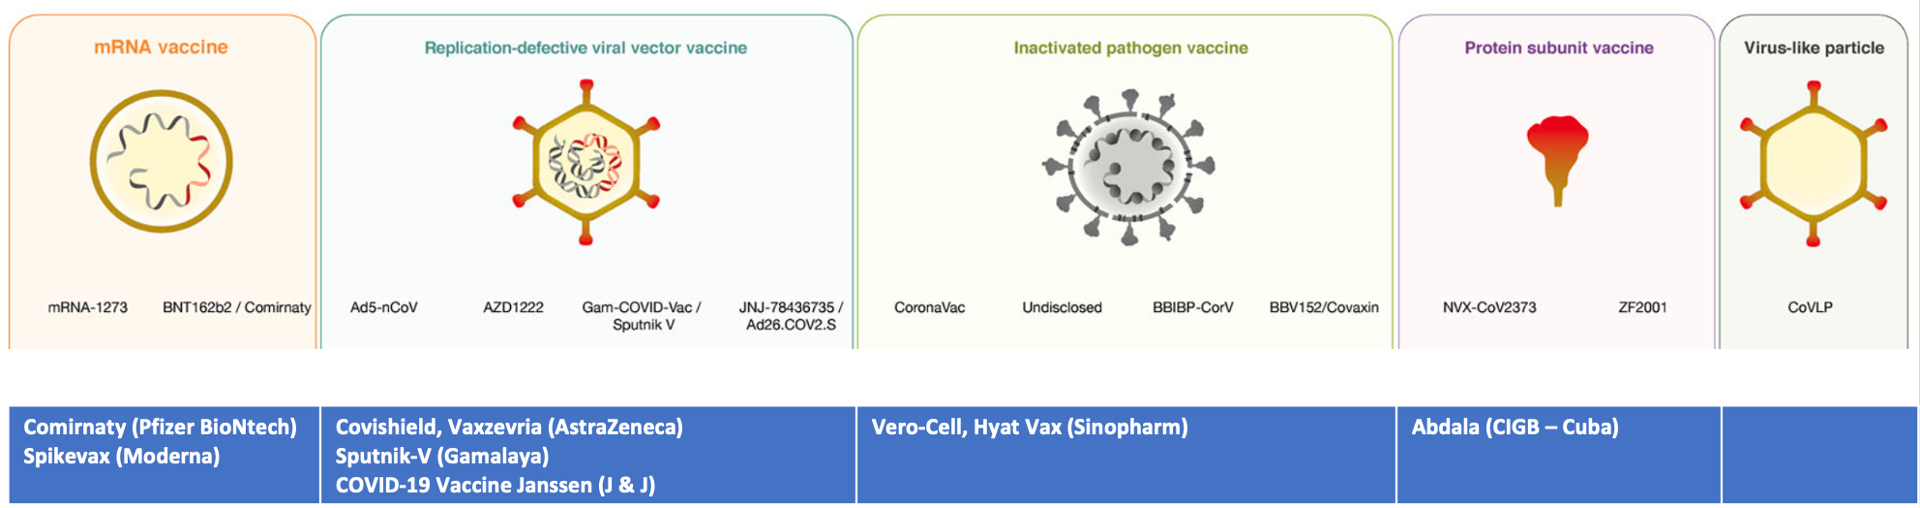 mRNA vaccine
Replication-defective viral vector vaccine
Inactivated pathogen vaccine
Protein subunit vaccine
Virus-like particle
mRNA-1273
BNT162b2 / Comirnaty
Ad5-nCoV
AZD1222
Gam-COVID-Vac /
Sputnik V
JNJ-78436735 /
Ad26.COV2.S
CoronaVac
Undisclosed
BBIBP-CorV
BBV152/Covaxin
NVX-CoV2373
ZF2001
CoVLP
Comirnaty (Pfizer BioNtech)
Spikevax (Moderna)
Covishield, Vaxzevria (AstraZeneca)
Sputnik-V (Gamalaya)
COVID-19 Vaccine Janssen (J & J)
Vero-Cell, Hyat Vax (Sinopharm)
Abdala (CIGB – Cuba)